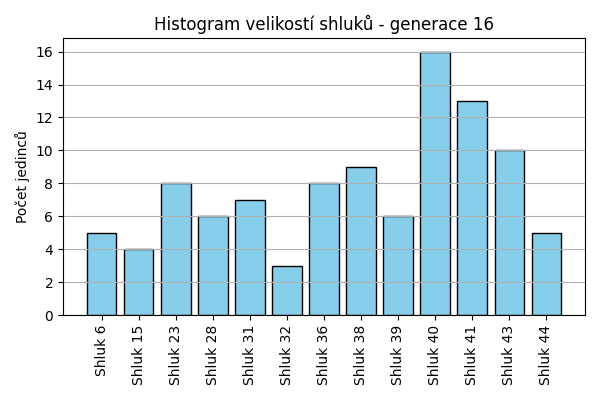 Histogram velikostí shluků - generace 16
Počet jedinců
16
14
12
10
8
6
4
2
0
Shluk 6
Shluk 15
Shluk 23
Shluk 28
Shluk 31
Shluk 32
Shluk 36
Shluk 38
Shluk 39
Shluk 40
Shluk 41
Shluk 43
Shluk 44